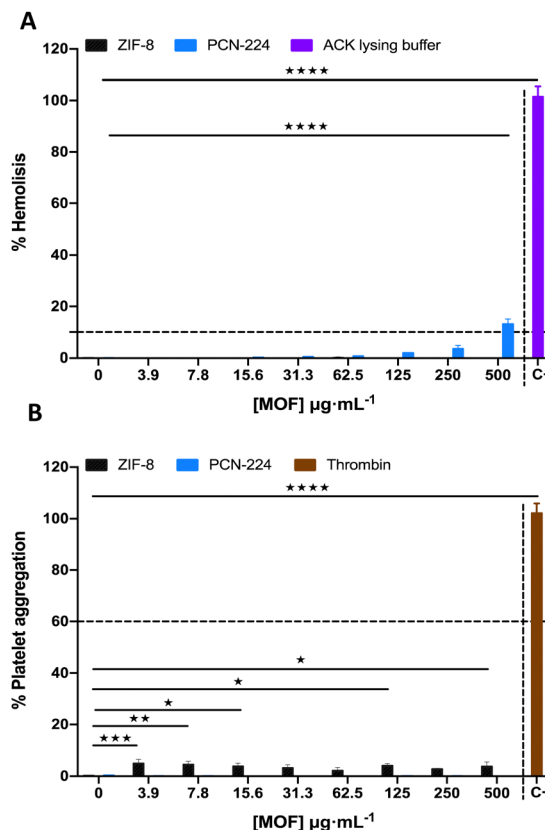 A
ZIF-8 PCN-224 ACK lysing buffer
★★★★
★★★★
% Hemolisis
120
100
80
60
40
20
0
0 3.9 7.8 15.6 31.3 62.5 125 250 500
[MOF] µg·mL⁻¹
B
ZIF-8 PCN-224 Thrombin
★★★★
★
★
★
★★
★★★
% Platelet aggregation
120
100
80
60
40
20
0
0 3.9 7.8 15.6 31.3 62.5 125 250 500
[MOF] µg·mL⁻¹